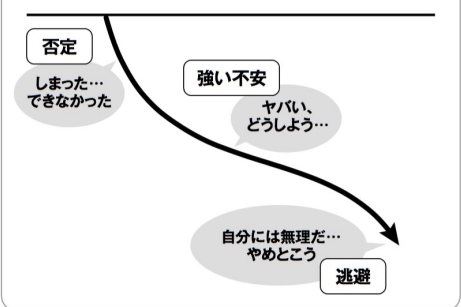 否定
しまった…
できなかった
強い不安
ヤバい、
どうしよう…
自分には無理だ…
やめとこう
逃避